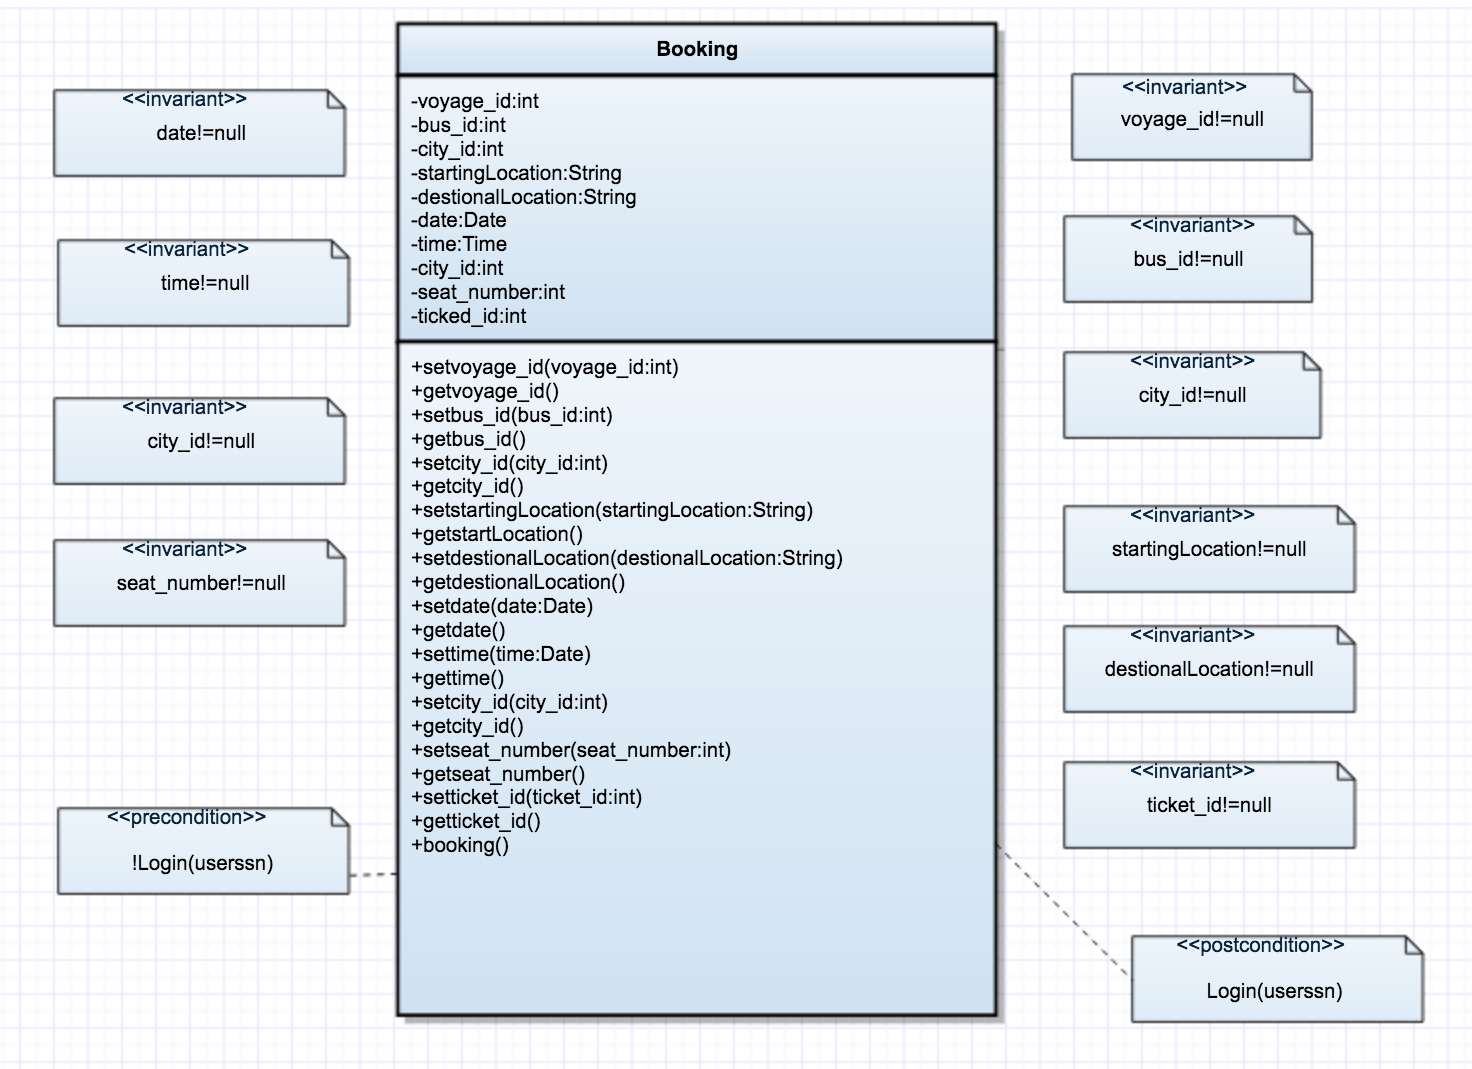 Booking
-voyage_id:int
-bus_id:int
-city_id:int
-startingLocation:String
-destionalLocation:String
-date:Date
-time:Time
-city_id:int
-seat_number:int
-ticked_id:int
+setvoyage_id(voyage_id:int)
+getvoyage_id()
+setbus_id(bus_id:int)
+getbus_id()
+setcity_id(city_id:int)
+getcity_id()
+setstartingLocation(startingLocation:String)
+getstartLocation()
+setdestionalLocation(destionalLocation:String)
+getdestionalLocation()
+setdate(date:Date)
+getdate()
+settime(time:Date)
+gettime()
+setcity_id(city_id:int)
+getcity_id()
+setseat_number(seat_number:int)
+getseat_number()
+setticket_id(ticket_id:int)
+getticket_id()
+booking()
<<invariant>>
date!=null
<<invariant>>
time!=null
<<invariant>>
city_id!=null
<<invariant>>
seat_number!=null
<<precondition>>
!Login(userssn)
<<invariant>>
voyage_id!=null
<<invariant>>
bus_id!=null
<<invariant>>
city_id!=null
<<invariant>>
startingLocation!=null
<<invariant>>
destionalLocation!=null
<<invariant>>
ticket_id!=null
<<postcondition>>
Login(userssn)